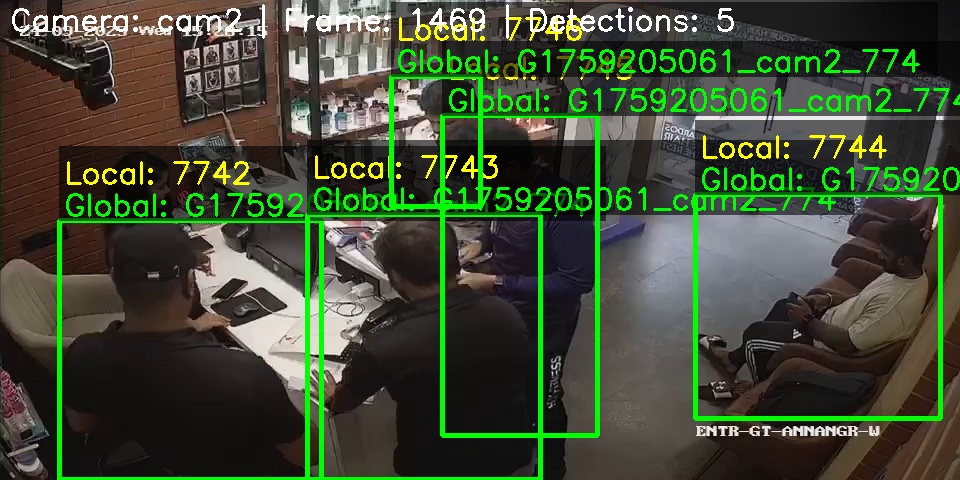 Camera: cam2 | Frame: 1469 | Detections: 5
Local: 7746
Global: G1759205061_cam2_774
Global: G1759205061_cam2_774
Local: 7744
Global: G175920
Local: 7742
Global: G17592
Local: 7743
Global: G1759205061_cam2_774
ENTR-GT-ANNANGR-W